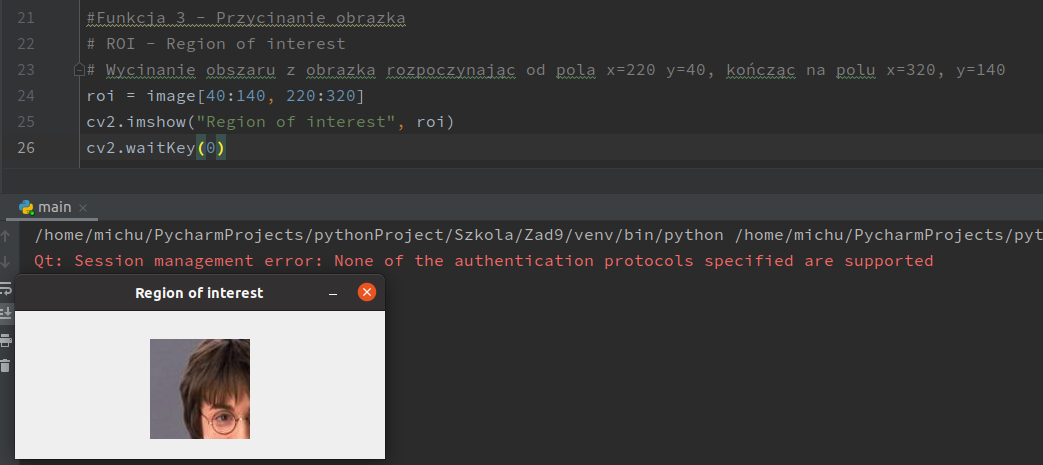 21 #Funkcja 3 - Przycinanie obrazka
22 # ROI - Region of interest
23 # Wycinanie obszaru z obrazka rozpoczynając od pola x=220 y=40, kończąc na polu x=320, y=140
24 roi = image[40:140, 220:320]
25 cv2.imshow("Region of interest", roi)
26 cv2.waitKey(0)
main
/home/michu/PycharmProjects/pythonProject/Szkola/Zad9/venv/bin/python /home/michu/PycharmProjects/pyt
Qt: Session management error: None of the authentication protocols specified are supported
Region of interest